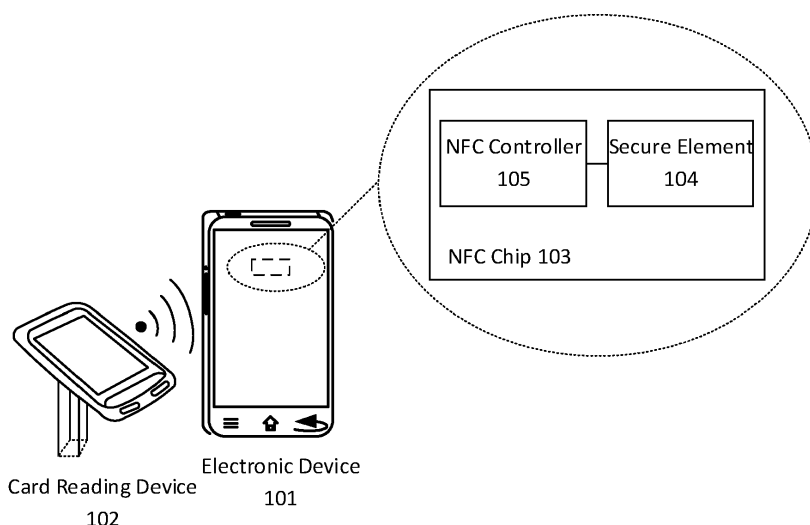 NFC Controller
105
Secure Element
104
NFC Chip 103
Electronic Device
101
Card Reading Device
102